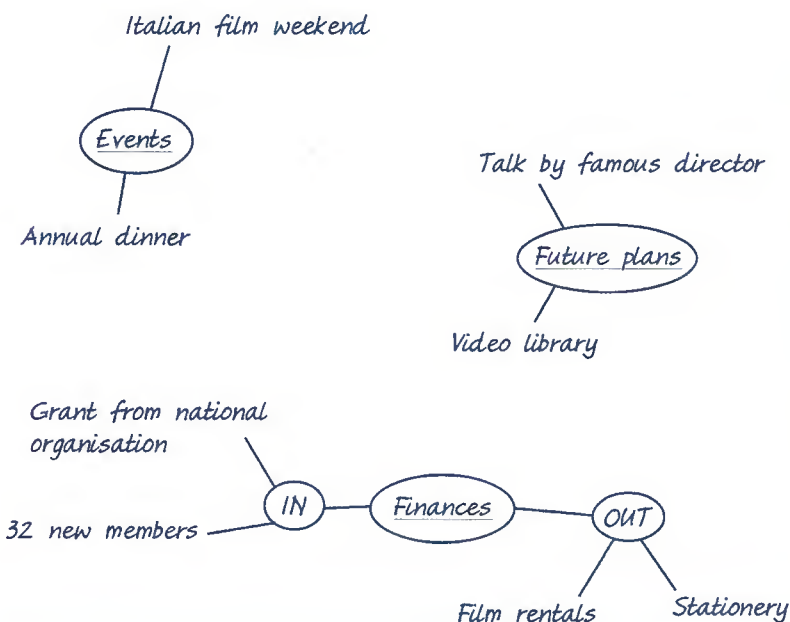 Italian film weekend
Events
Annual dinner
Talk by famous director
Future plans
Video library
Grant from national
organisation
IN
Finances
OUT
32 new members
Film rentals
Stationery